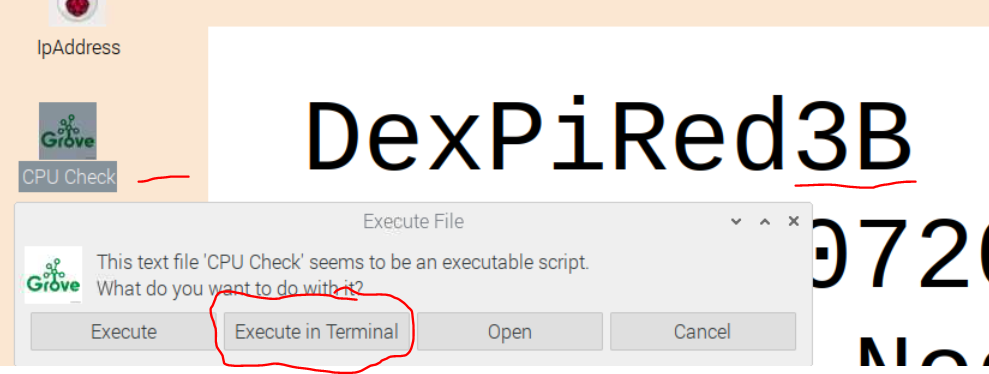 IpAddress
Grove
CPU Check
DexPiRed3B
Execute File
0720
Grove
This text file 'CPU Check' seems to be an executable script.
What do you want to do with it?
Execute
Execute in Terminal
Open
Cancel